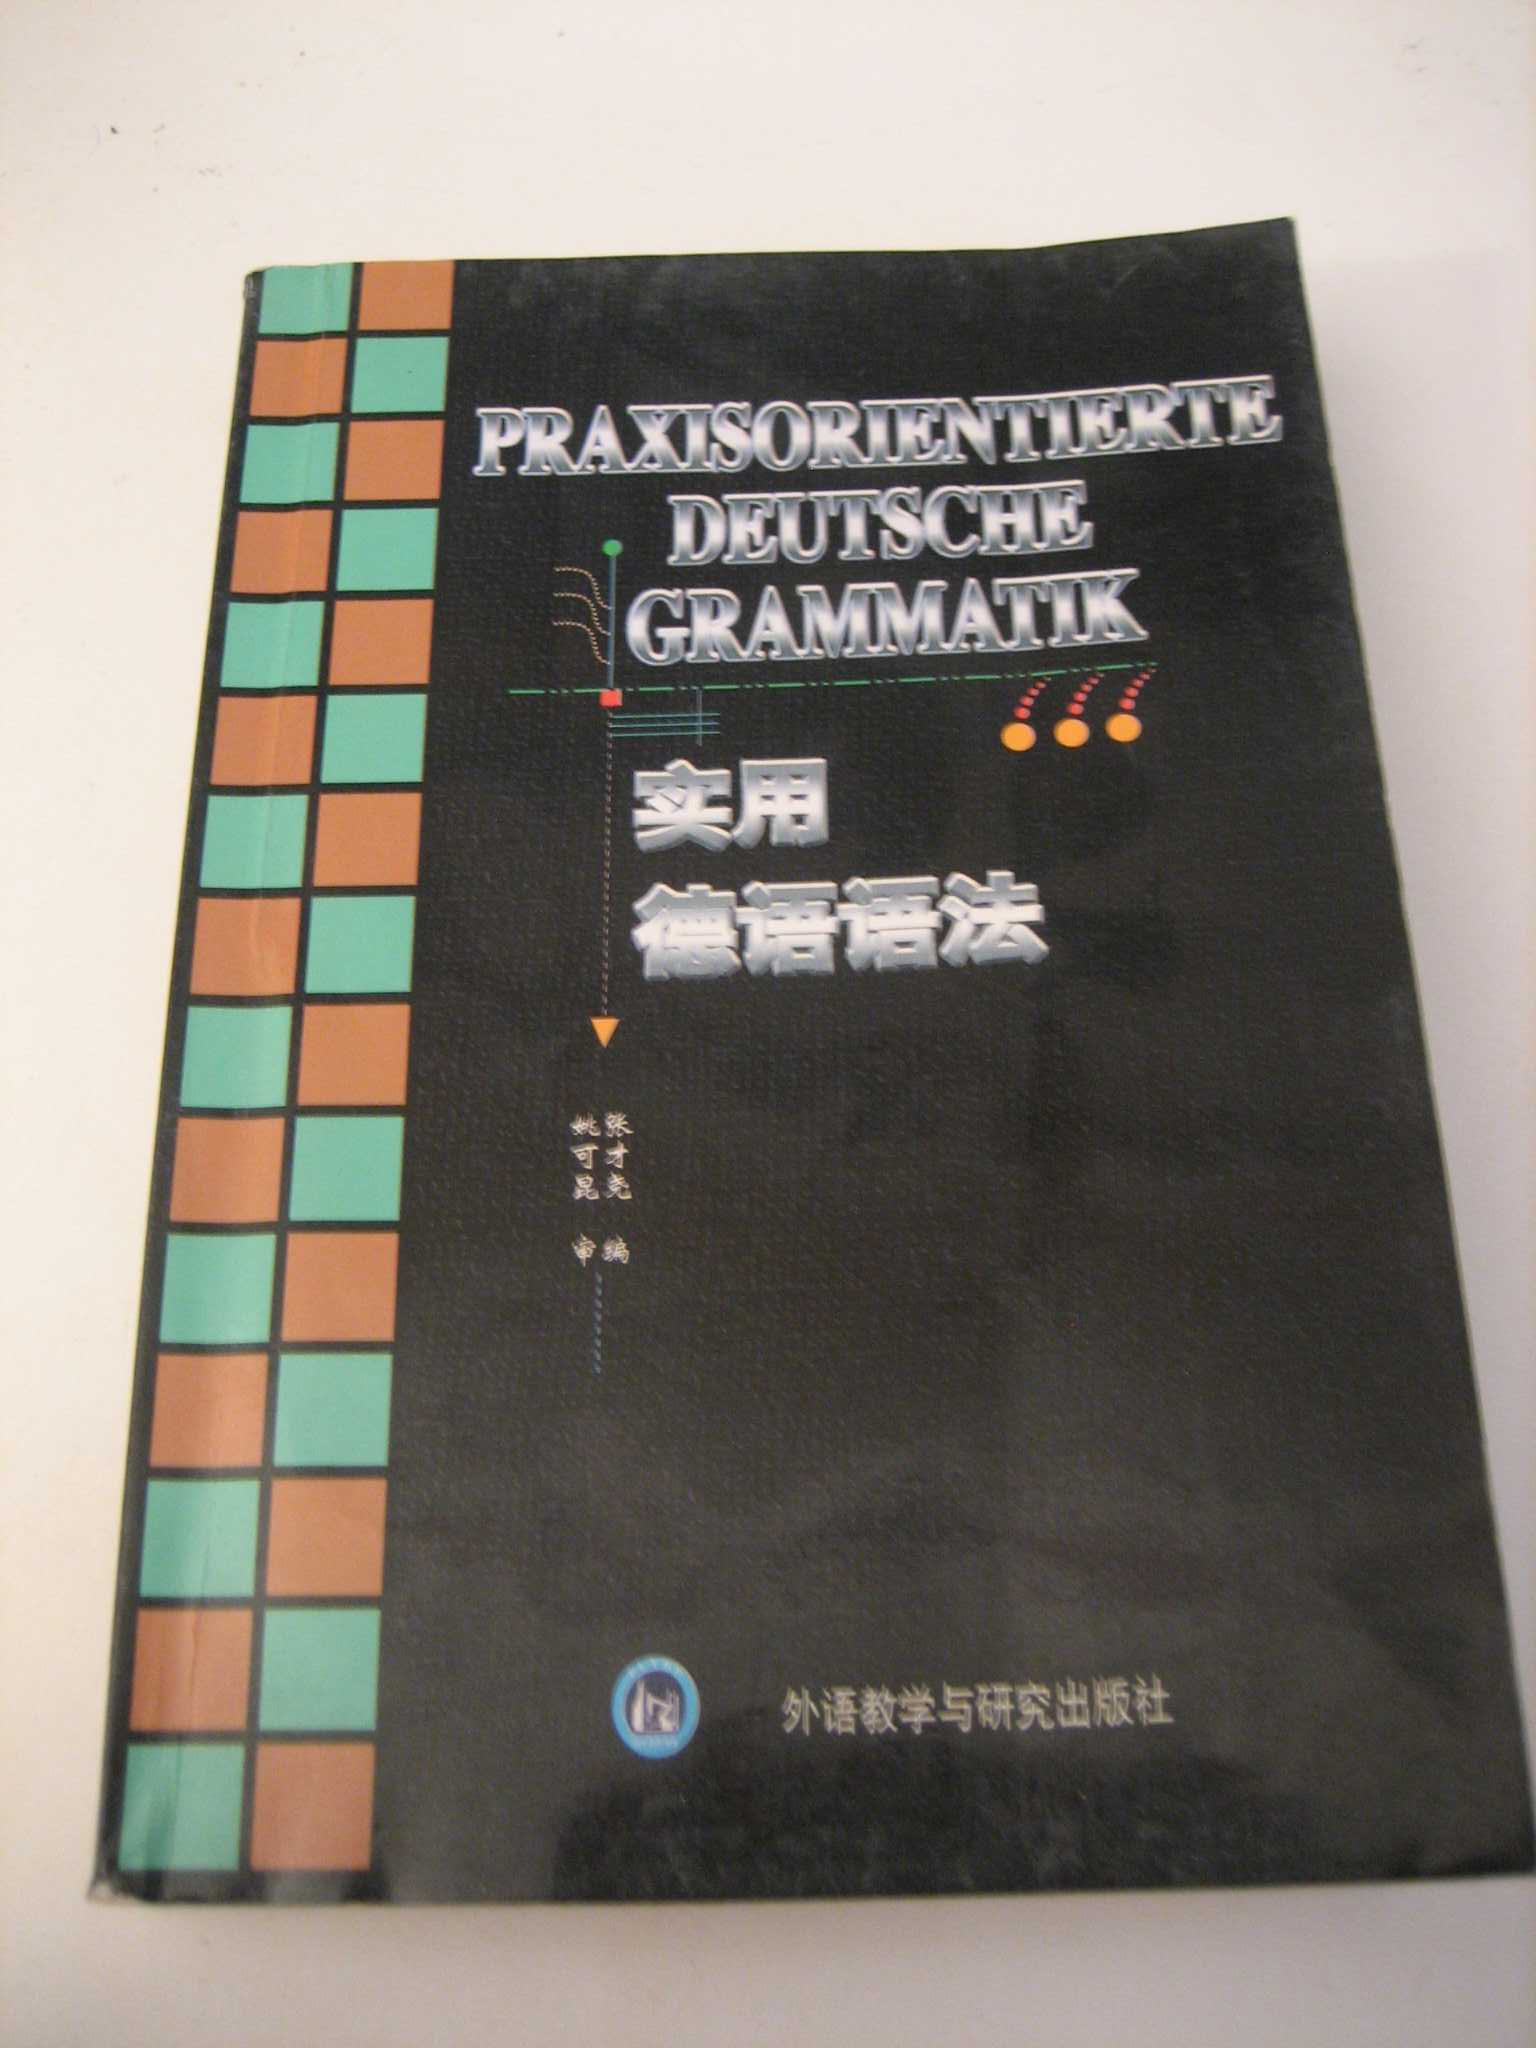 PRAXISORIENTIERTE
DEUTSCHE
GRAMMATIK
实用
德语语法
张才尧 编
姚可昆 审
外语教学与研究出版社